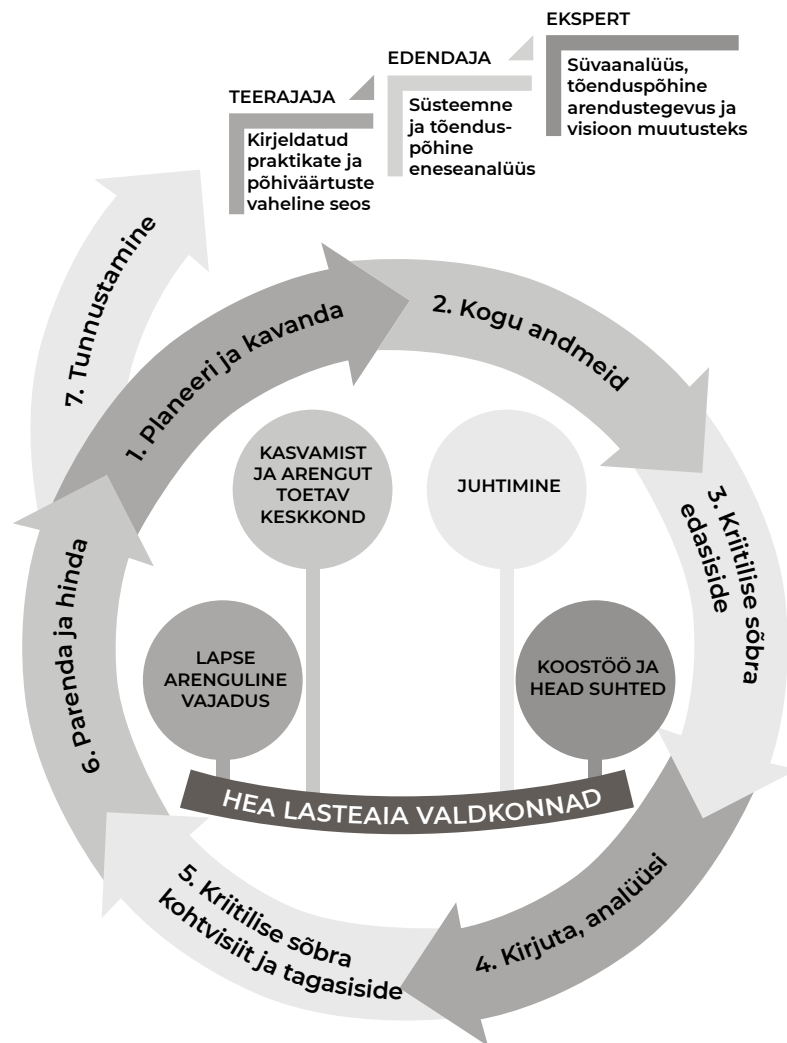 EKSPERT
Süvaanalüüs,
tõenduspõhine
arendustegevus ja
visioon muutusteks
EDENDAJA
Süsteemne
ja tõendus-
põhine
eneseanalüüs
TEERAJAJA
Kirjeldatud
praktikate ja
põhiväärtuste
vaheline seos
7. Tunnustamine
1. Planeeri ja kavanda
2. Kogu andmeid
3. Kriitilise sõbra
edasiside
4. Kirjuta, analüüsi
5. Kriitilise sõbra
kohtvisiit ja tagasiside
6. Parenda ja hinda
KASVAMIST
JA ARENGUT
TOETAV
KESKKOND
JUHTIMINE
LAPSE
ARENGULINE
VAJADUS
KOOSTÖÖ JA
HEAD SUHTED
HEA LASTEAIA VALDKONNAD